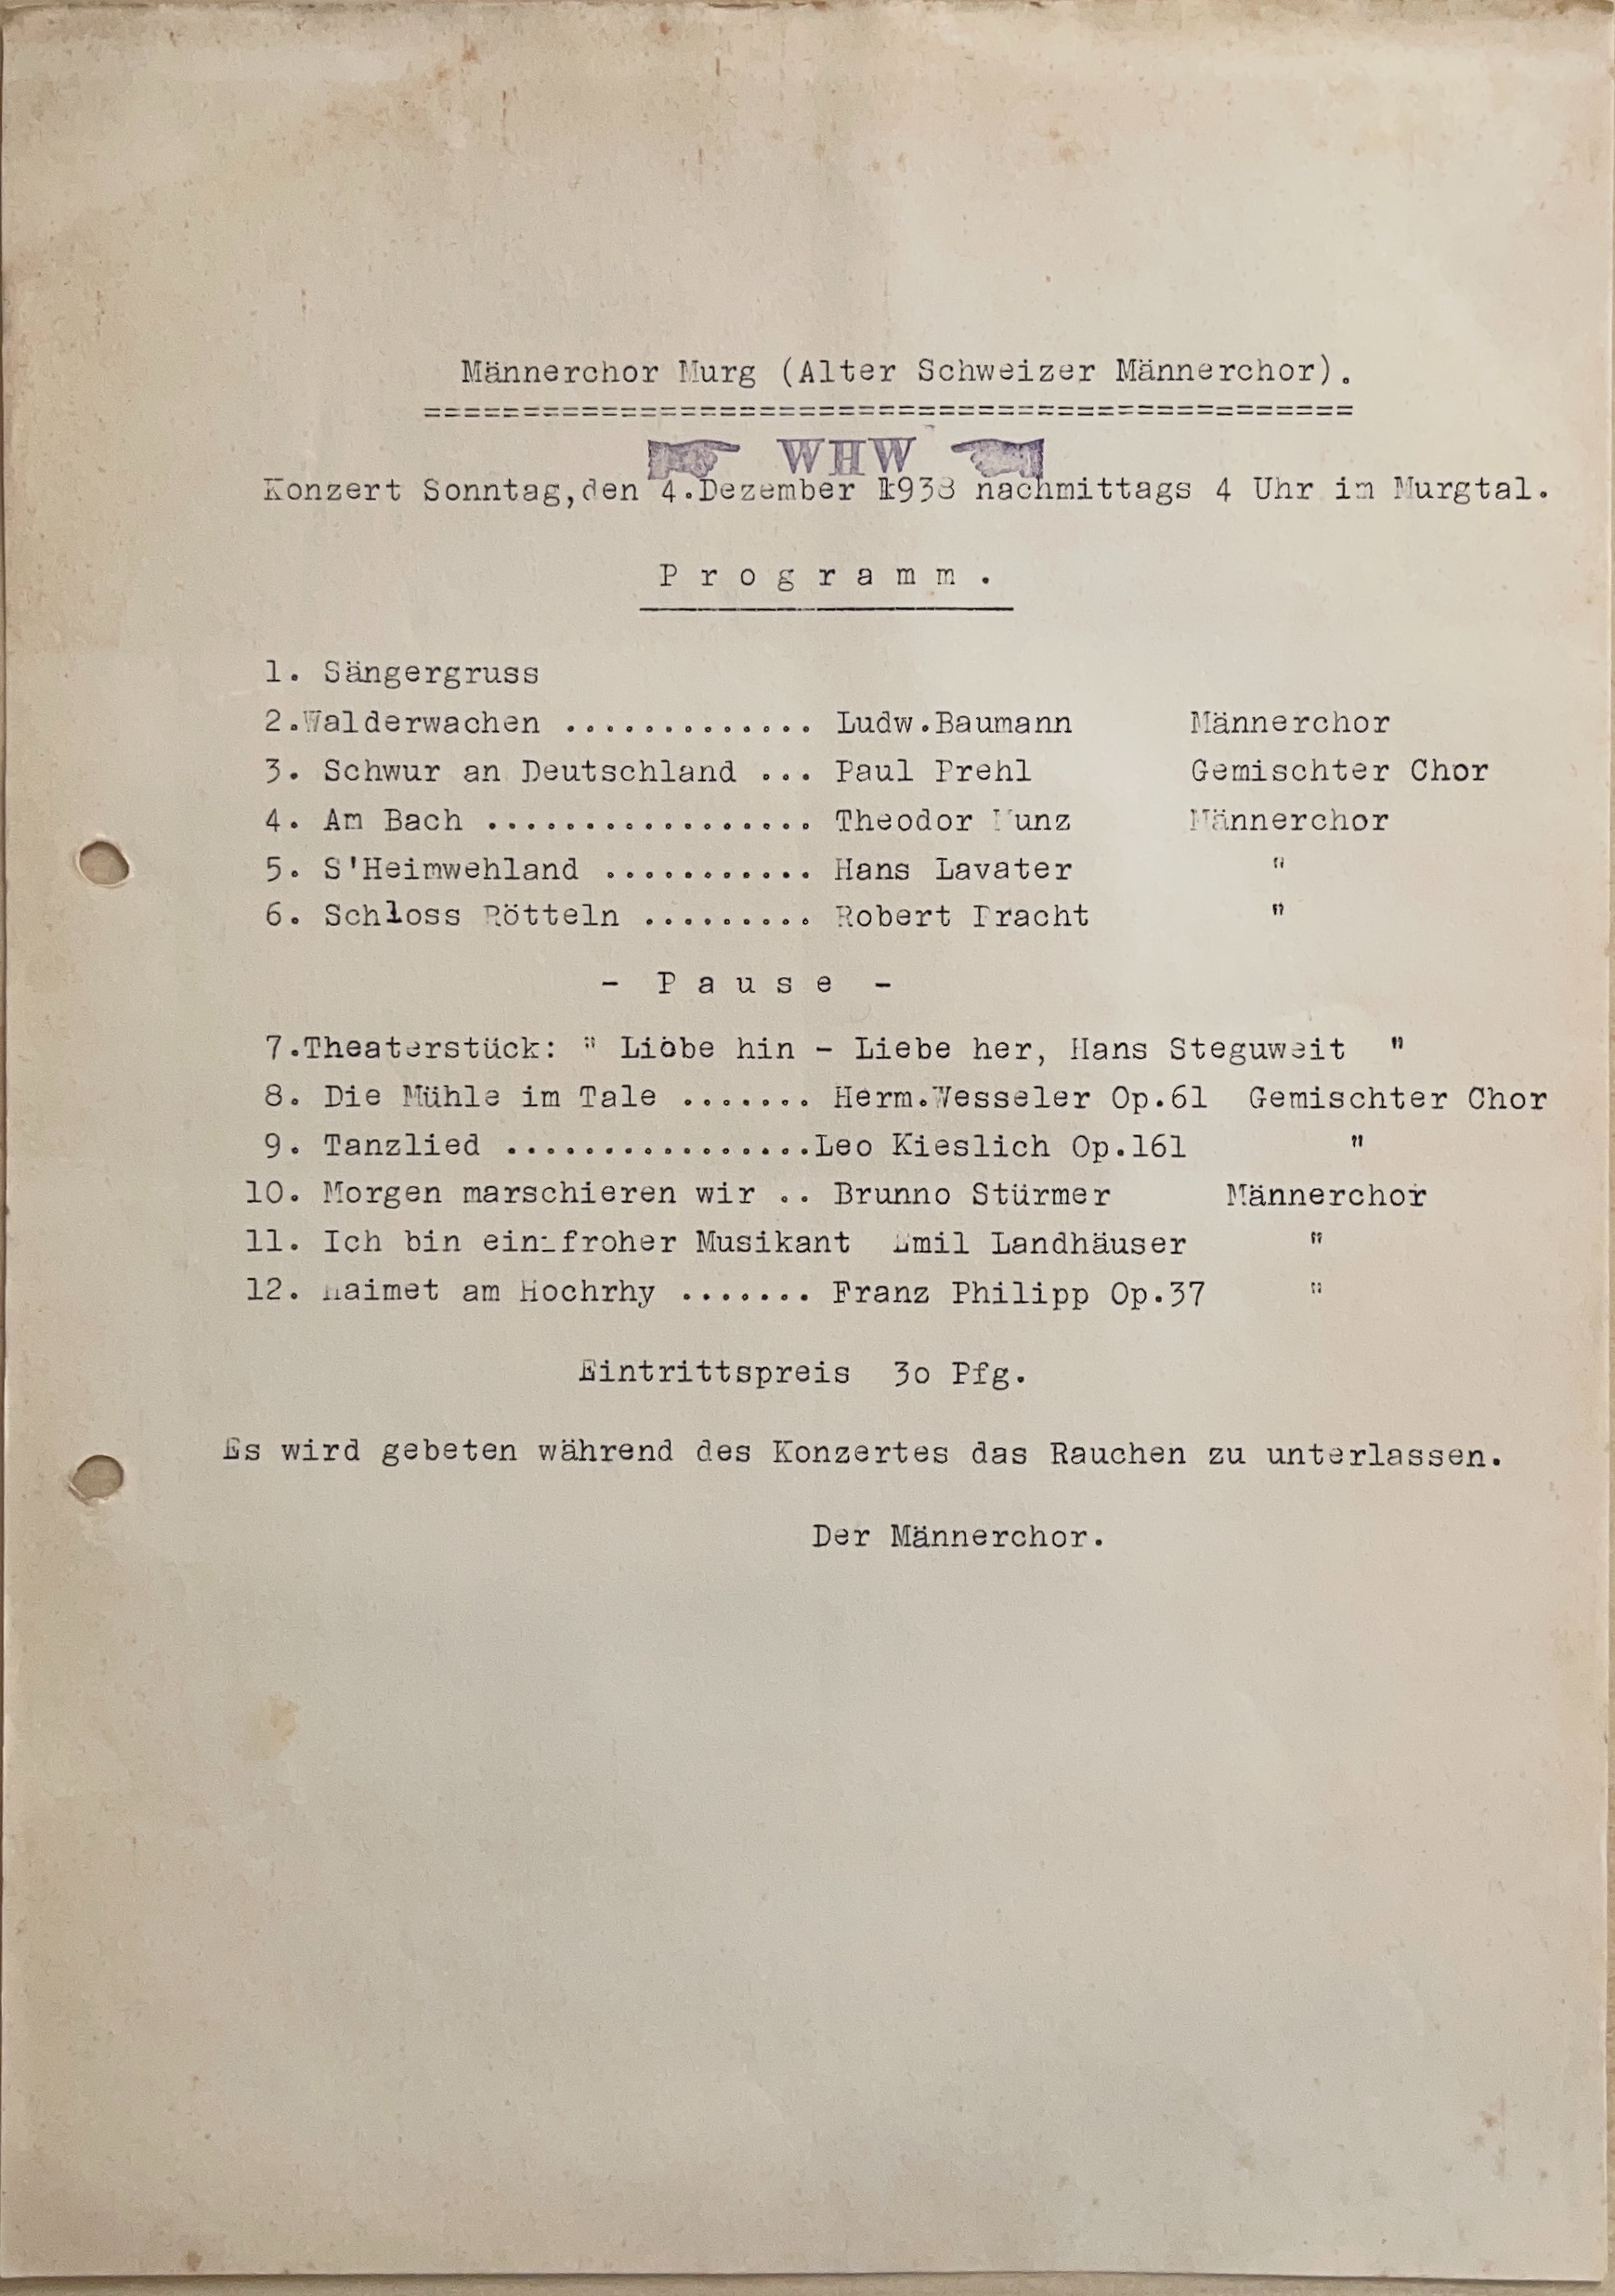 Männerchor Murg (Alter Schweizer Männerchor).
===============================================
WHW
Konzert Sonntag,den 4.Dezember 1938 nachmittags 4 Uhr im Murgtal.
P r o g r a m m .
1. Sängergruss
2.Walderwachen ............. Ludw.Baumann Männerchor
3. Schwur an Deutschland ... Paul Prehl Gemischter Chor
4. Am Bach ................. Theodor Munz Männerchor
5. S'Heimwehland ........... Hans Lavater "
6. Schloss Rötteln ......... Robert Pracht "
- P a u s e -
7.Theaterstück: " Liebe hin - Liebe her, Hans Steguweit "
8. Die Mühle im Tale ....... Herm.Wesseler Op.61 Gemischter Chor
9. Tanzlied ................Leo Kieslich Op.161 "
10. Morgen marschieren wir .. Brunno Stürmer Männerchor
11. Ich bin ein froher Musikant Emil Landhäuser "
12. Haimet am Hochrhy ....... Franz Philipp Op.37 "
Eintrittspreis 3o Pfg.
Es wird gebeten während des Konzertes das Rauchen zu unterlassen.
Der Männerchor.